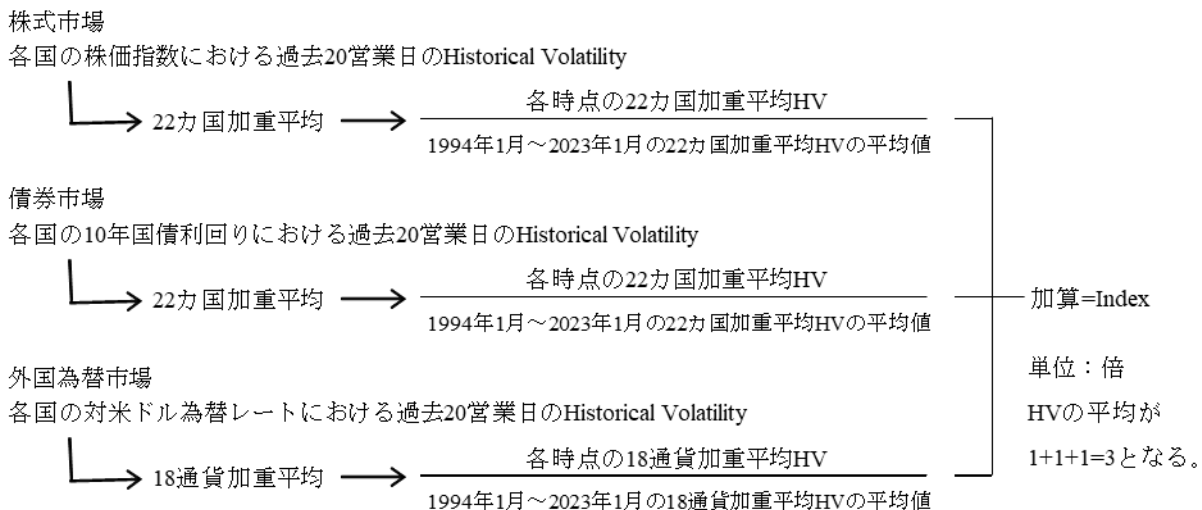 株式市場
各国の株価指数における過去20営業日のHistorical Volatility
22カ国加重平均
各時点の22カ国加重平均HV
1994年1月～2023年1月の22カ国加重平均HVの平均値
債券市場
各国の10年国債利回りにおける過去20営業日のHistorical Volatility
22カ国加重平均
各時点の22カ国加重平均HV
1994年1月～2023年1月の22カ国加重平均HVの平均値
加算=Index
単位：倍
HVの平均が
1+1+1=3となる。
外国為替市場
各国の対米ドル為替レートにおける過去20営業日のHistorical Volatility
18通貨加重平均
各時点の18通貨加重平均HV
1994年1月～2023年1月の18通貨加重平均HVの平均値